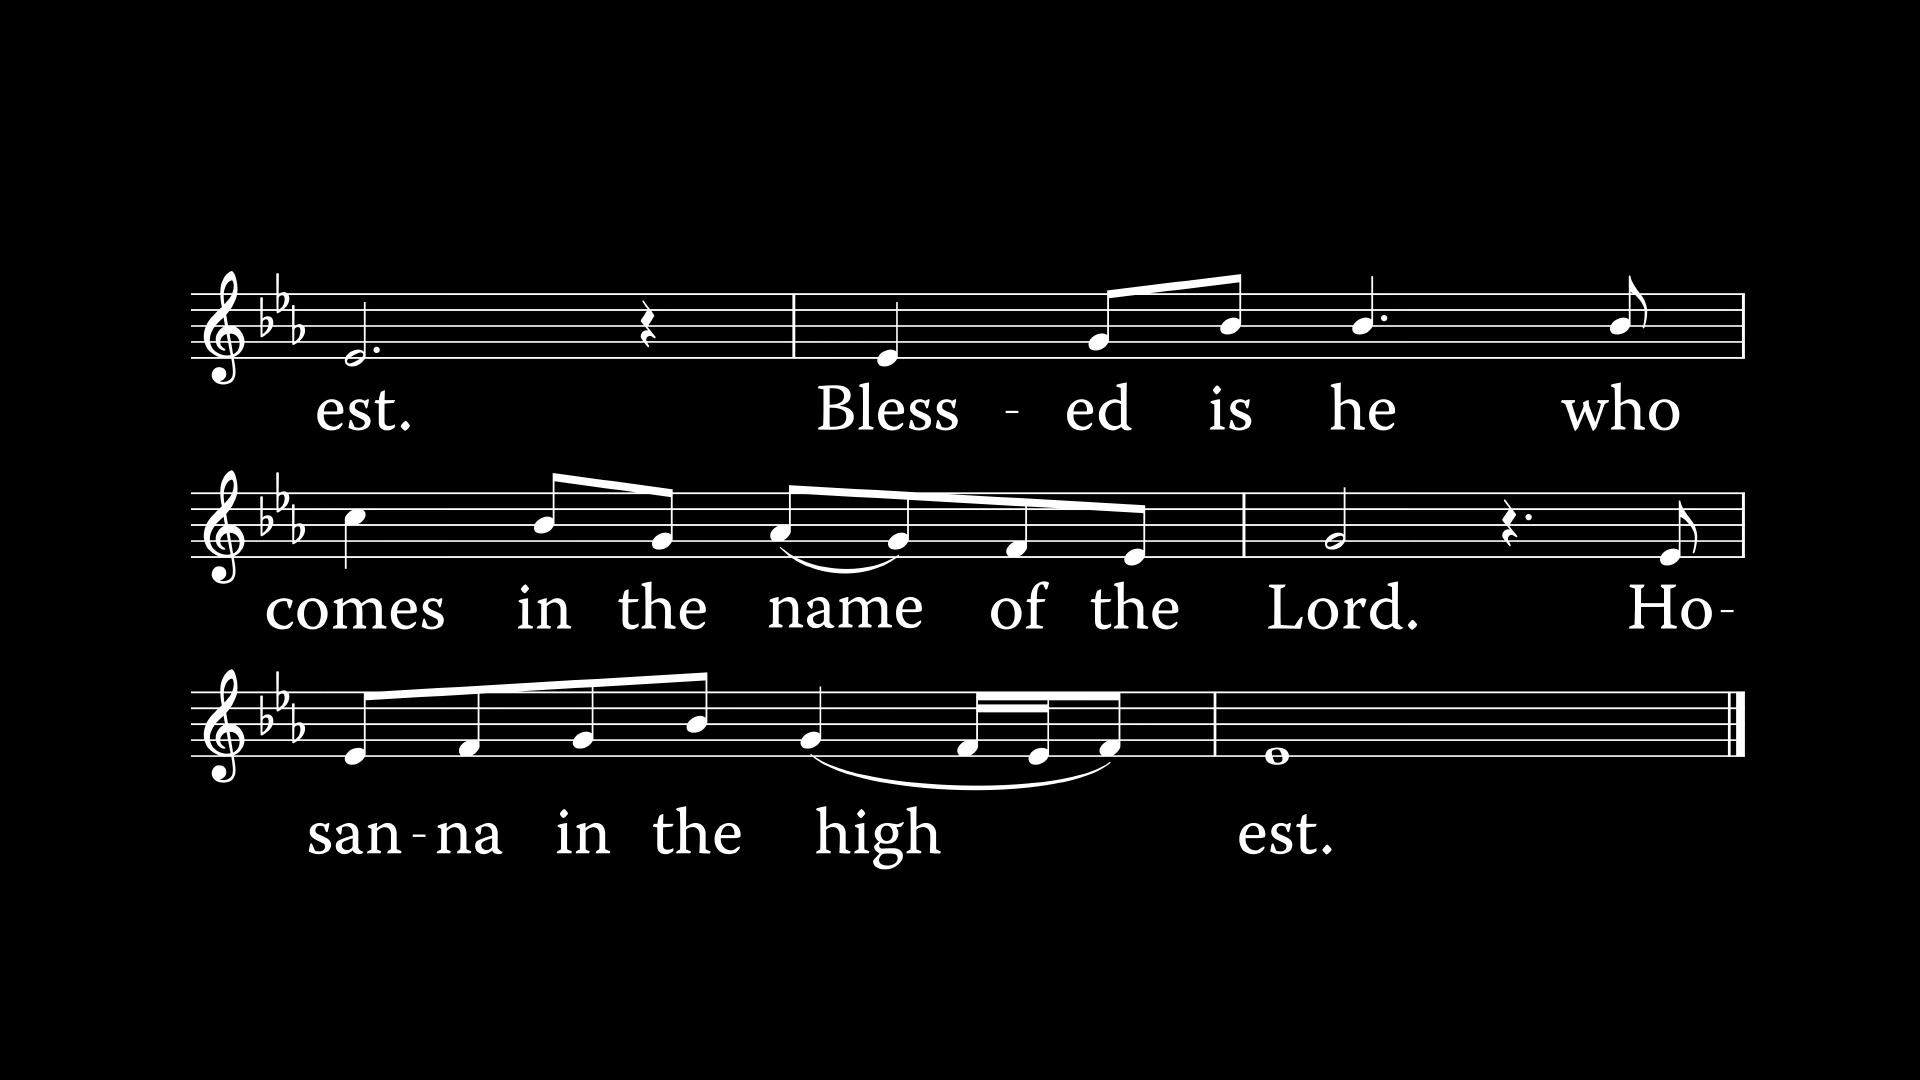 est. Bless - ed is he who
comes in the name of the Lord. Ho-
san-na in the high est.